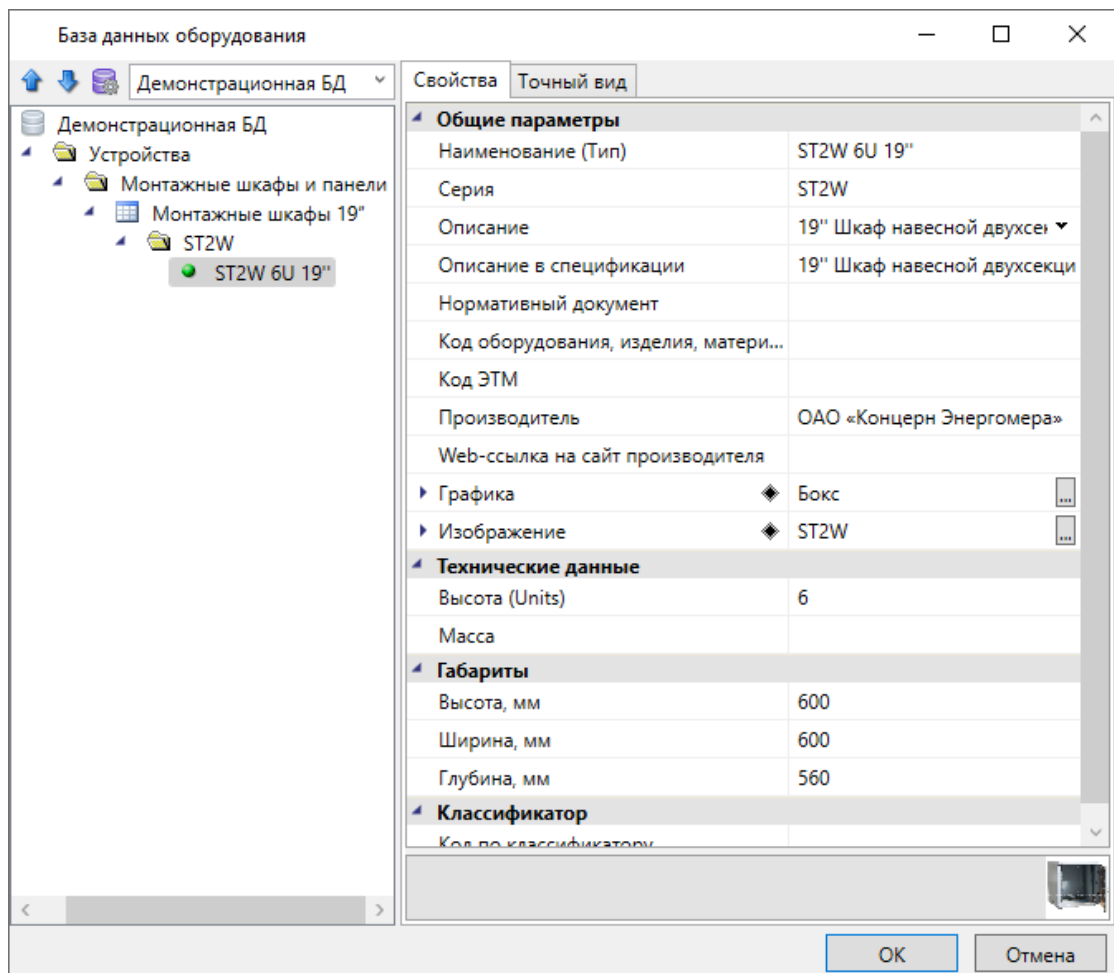 База данных оборудования
Демонстрационная БД
Демонстрационная БД
Устройства
Монтажные шкафы и панели
Монтажные шкафы 19"
ST2W
ST2W 6U 19''
Свойства Точный вид
Общие параметры
Наименование (Тип) ST2W 6U 19''
Серия ST2W
Описание 19'' Шкаф навесной двухсек
Описание в спецификации 19'' Шкаф навесной двухсекци
Нормативный документ
Код оборудования, изделия, матери...
Код ЭТМ
Производитель ОАО «Концерн Энергомера»
Web-ссылка на сайт производителя
Графика Бокс ...
Изображение ST2W ...
Технические данные
Высота (Units) 6
Масса
Габариты
Высота, мм 600
Ширина, мм 600
Глубина, мм 560
Классификатор
Код по классификатору
OK Отмена